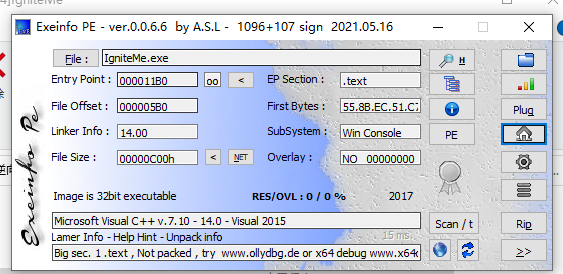 Exeinfo PE - ver.0.0.6.6 by A.S.L - 1096+107 sign 2021.05.16
File :
IgniteMe.exe
H
Entry Point :
000011B0
oo
<
EP Section :
.text
File Offset :
000005B0
First Bytes :
55.8B.EC.51.C7
Plug
Linker Info :
14.00
SubSystem :
Win Console
PE
File Size :
00000C00h
<
NET
Overlay :
NO 00000000
Image is 32bit executable
RES/OVL : 0 / 0 %
2017
Exeinfo Pe
Microsoft Visual C++ v.7.10 - 14.0 - Visual 2015
Scan / t
Rip
Lamer Info - Help Hint - Unpack info
15 ms.
Big sec. 1 .text , Not packed , try www.ollydbg.de or x64 debug www.x64
>>